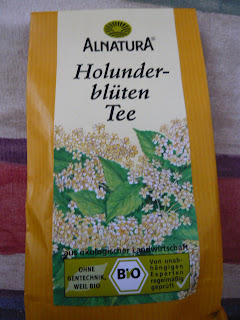 ALNATURA®
Holunder-
blüten
Tee
aus ökologischer Landwirtschaft
OHNE
GENTECHNIK,
WEIL BIO
BIO
Von unab-
hängigen
Experten
regelmäßig
geprüft